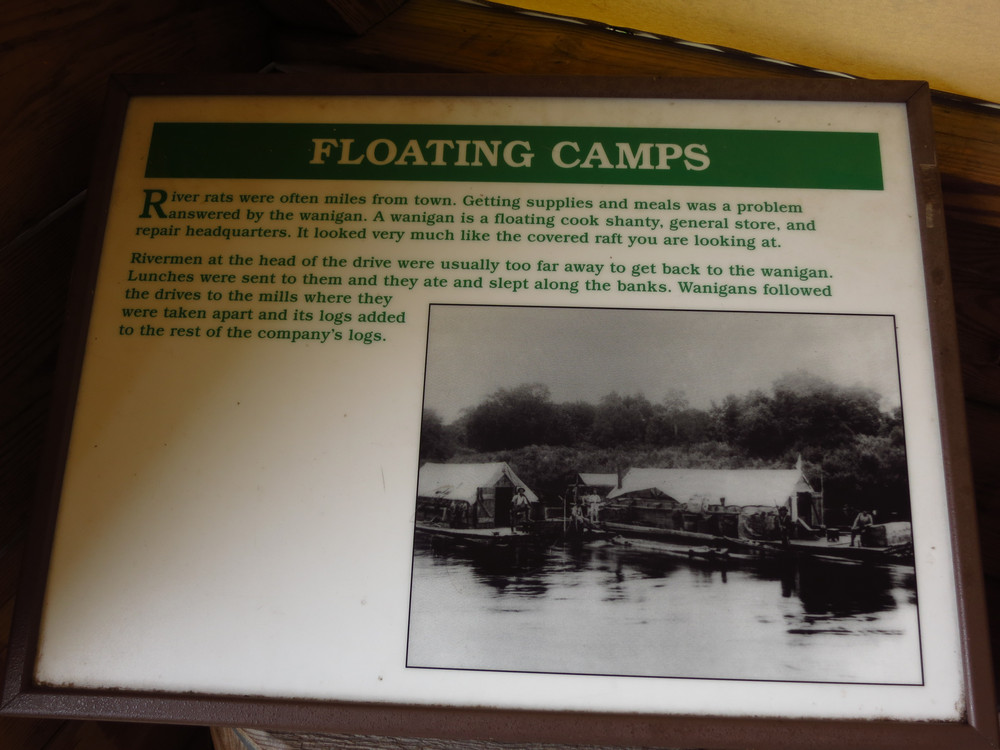 FLOATING CAMPS
River rats were often miles from town. Getting supplies and meals was a problem
answered by the wanigan. A wanigan is a floating cook shanty, general store, and
repair headquarters. It looked very much like the covered raft you are looking at.
Rivermen at the head of the drive were usually too far away to get back to the wanigan.
Lunches were sent to them and they ate and slept along the banks. Wanigans followed
the drives to the mills where they
were taken apart and its logs added
to the rest of the company's logs.